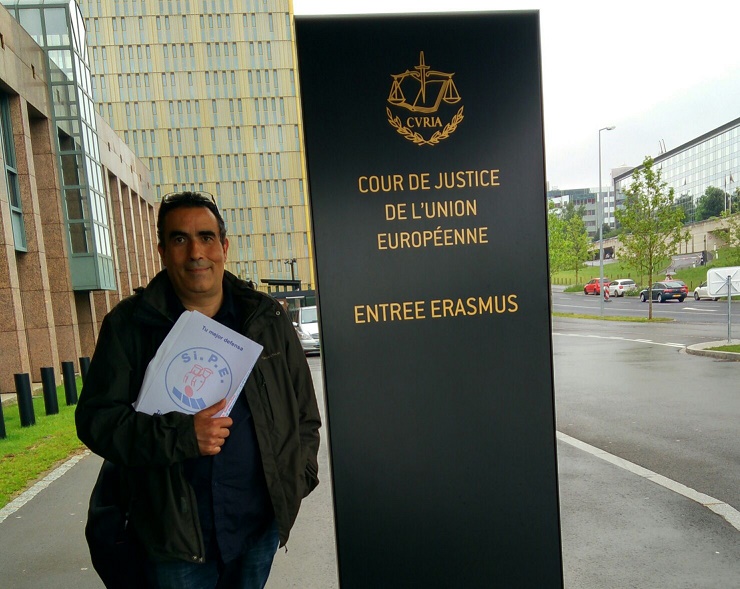 CVRIA
COUR DE JUSTICE
DE L'UNION
EUROPÉENNE
ENTREE ERASMUS
Tu mejor defensa
Si. P. E.